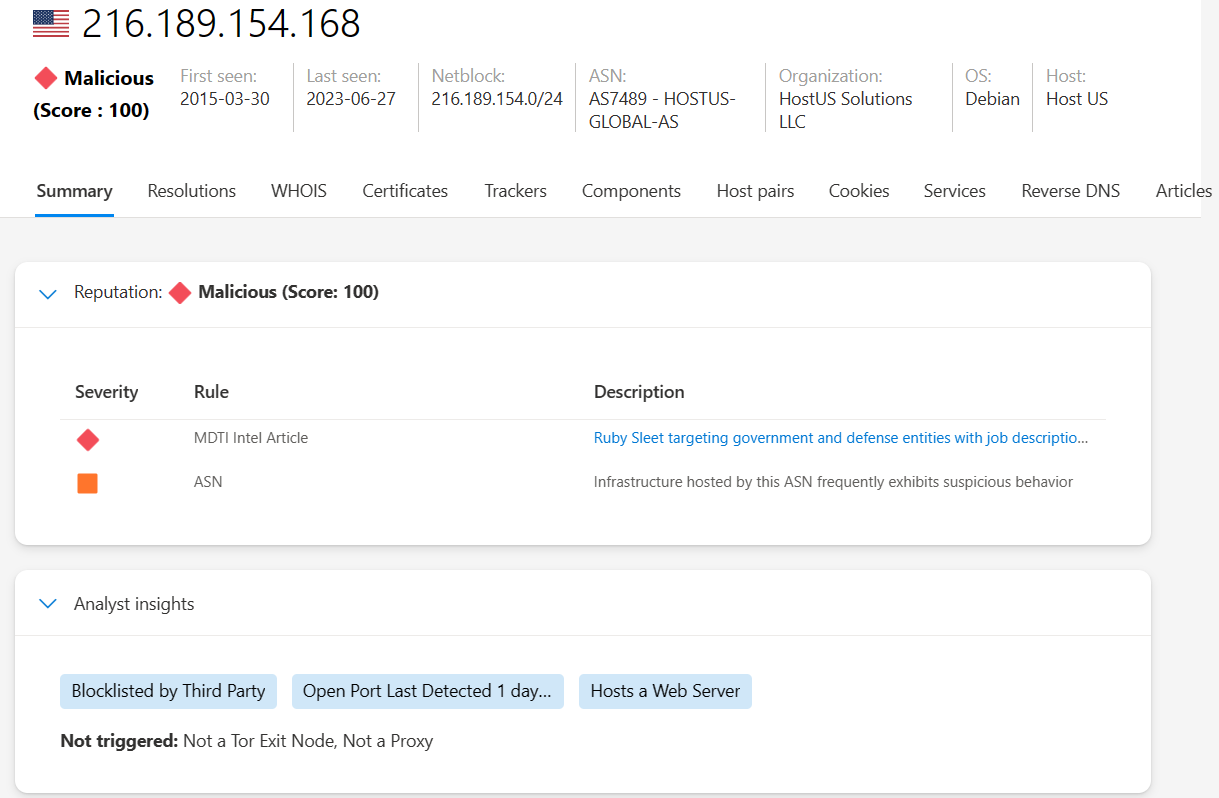 216.189.154.168
Malicious
(Score : 100)
First seen:
2015-03-30
Last seen:
2023-06-27
Netblock:
216.189.154.0/24
ASN:
AS7489 - HOSTUS-
GLOBAL-AS
Organization:
HostUS Solutions
LLC
OS:
Debian
Host:
Host US
Summary Resolutions WHOIS Certificates Trackers Components Host pairs Cookies Services Reverse DNS Articles
Reputation: Malicious (Score: 100)
Severity Rule Description
MDTI Intel Article Ruby Sleet targeting government and defense entities with job descriptio...
ASN Infrastructure hosted by this ASN frequently exhibits suspicious behavior
Analyst insights
Blocklisted by Third Party Open Port Last Detected 1 day... Hosts a Web Server
Not triggered: Not a Tor Exit Node, Not a Proxy